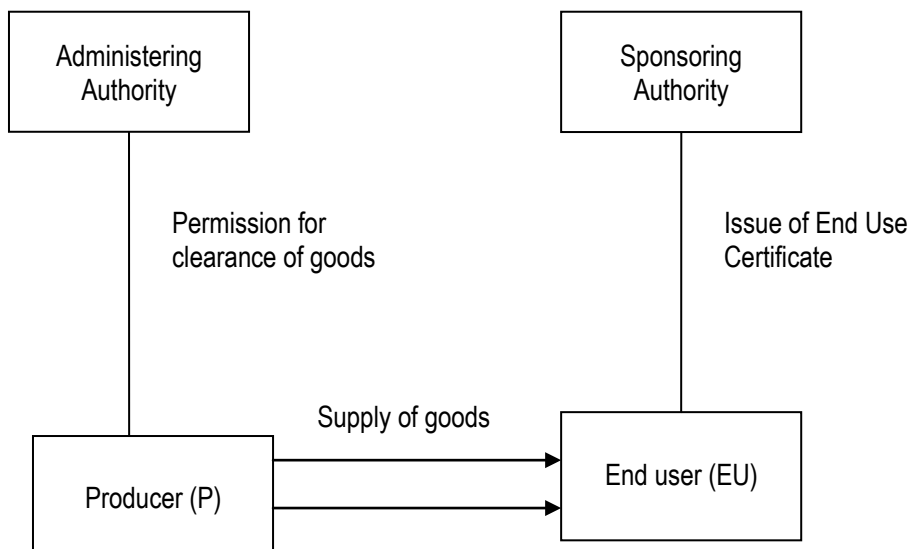 Administering
Authority
Sponsoring
Authority
Permission for
clearance of goods
Issue of End Use
Certificate
Supply of goods
Producer (P)
End user (EU)